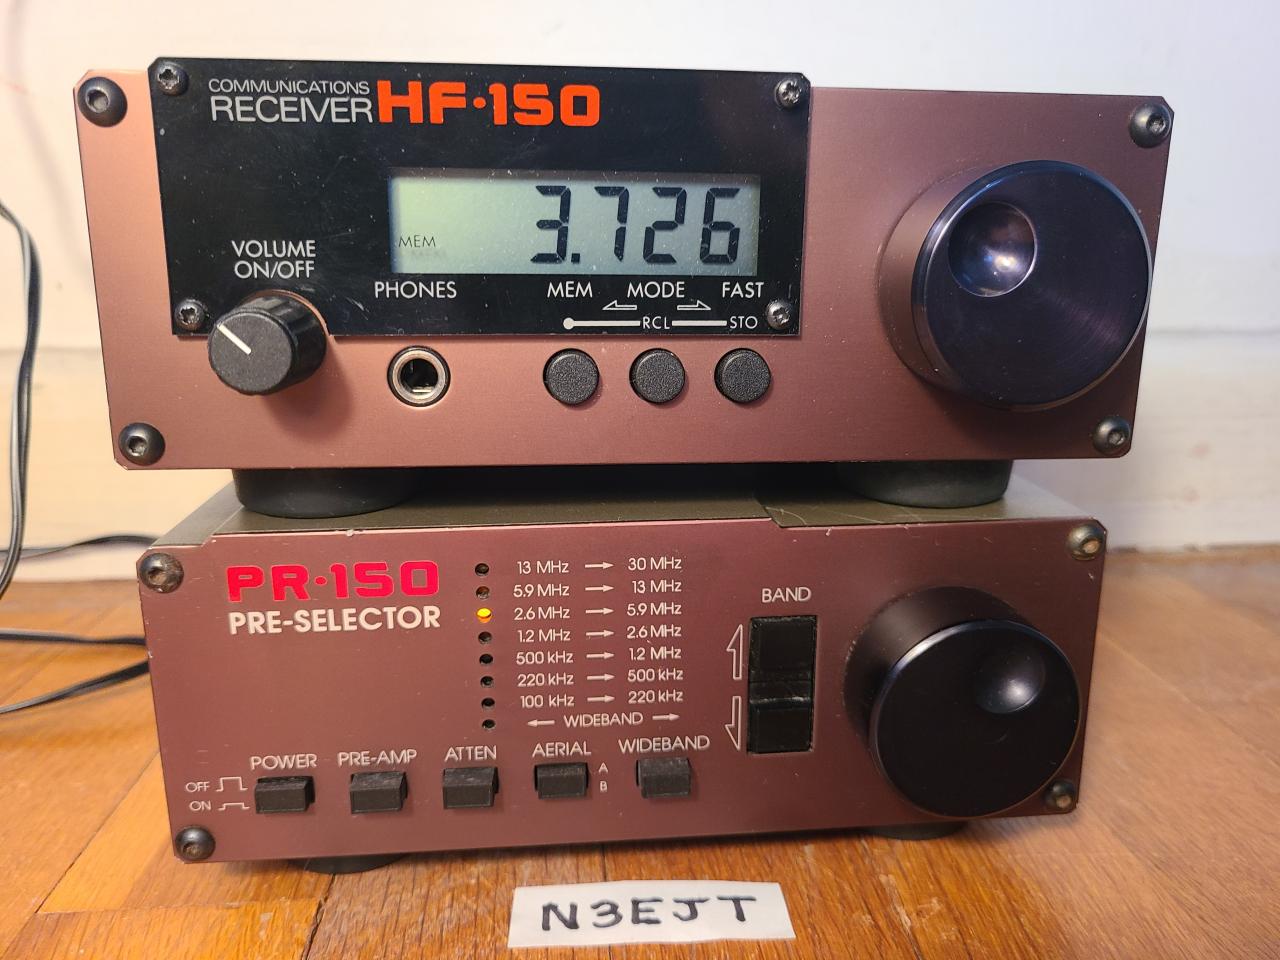 COMMUNICATIONS
RECEIVER HF·150
3.726
MEM
VOLUME
ON/OFF
PHONES
MEM MODE FAST
RCL STO
PR·150
PRE-SELECTOR
13 MHz → 30 MHz
5.9 MHz → 13 MHz
2.6 MHz → 5.9 MHz
1.2 MHz → 2.6 MHz
500 kHz → 1.2 MHz
220 kHz → 500 kHz
100 kHz → 220 kHz
← WIDEBAND →
BAND
POWER PRE-AMP ATTEN AERIAL WIDEBAND
OFF
ON
A
B
N3EJT